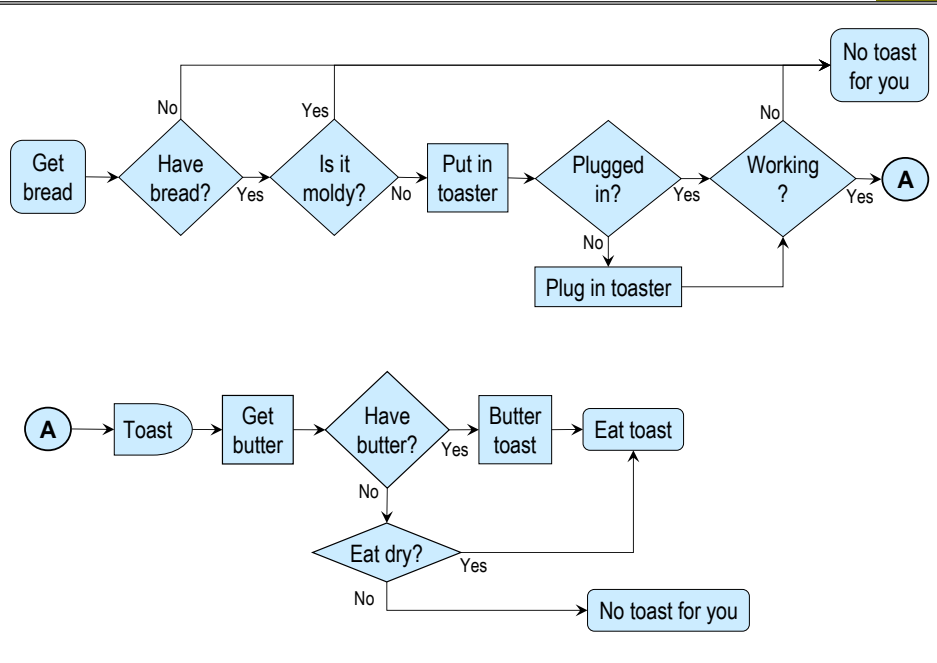 No toast
for you
No
Yes
No
Get
bread
Have
bread?
Yes
Is it
moldy?
No
Put in
toaster
Plugged
in?
Yes
Working
?
Yes
A
No
Plug in toaster
A
Toast
Get
butter
Have
butter?
Yes
Butter
toast
Eat toast
No
Eat dry?
Yes
No
No toast for you